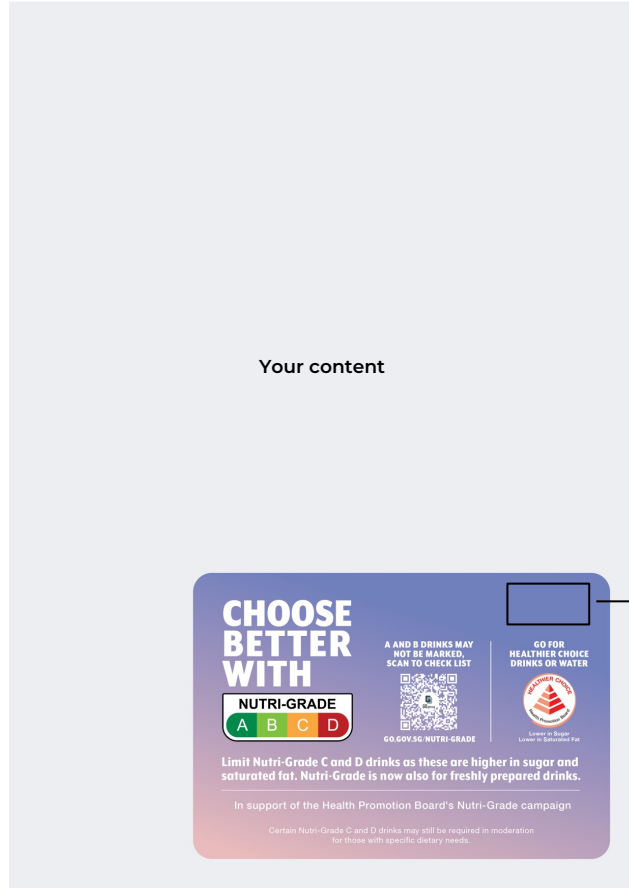 Your content
CHOOSE
BETTER
WITH
NUTRI-GRADE
A B C D
A AND B DRINKS MAY
NOT BE MARKED,
SCAN TO CHECK LIST
GO.GOV.SG/NUTRI-GRADE
GO FOR
HEALTHIER CHOICE
DRINKS OR WATER
HEALTHIER CHOICE
Health Promotion Board
Lower in Sugar
Lower in Saturated Fat
Limit Nutri-Grade C and D drinks as these are higher in sugar and
saturated fat. Nutri-Grade is now also for freshly prepared drinks.
In support of the Health Promotion Board's Nutri-Grade campaign
Certain Nutri-Grade C and D drinks may still be required in moderation
for those with specific dietary needs.